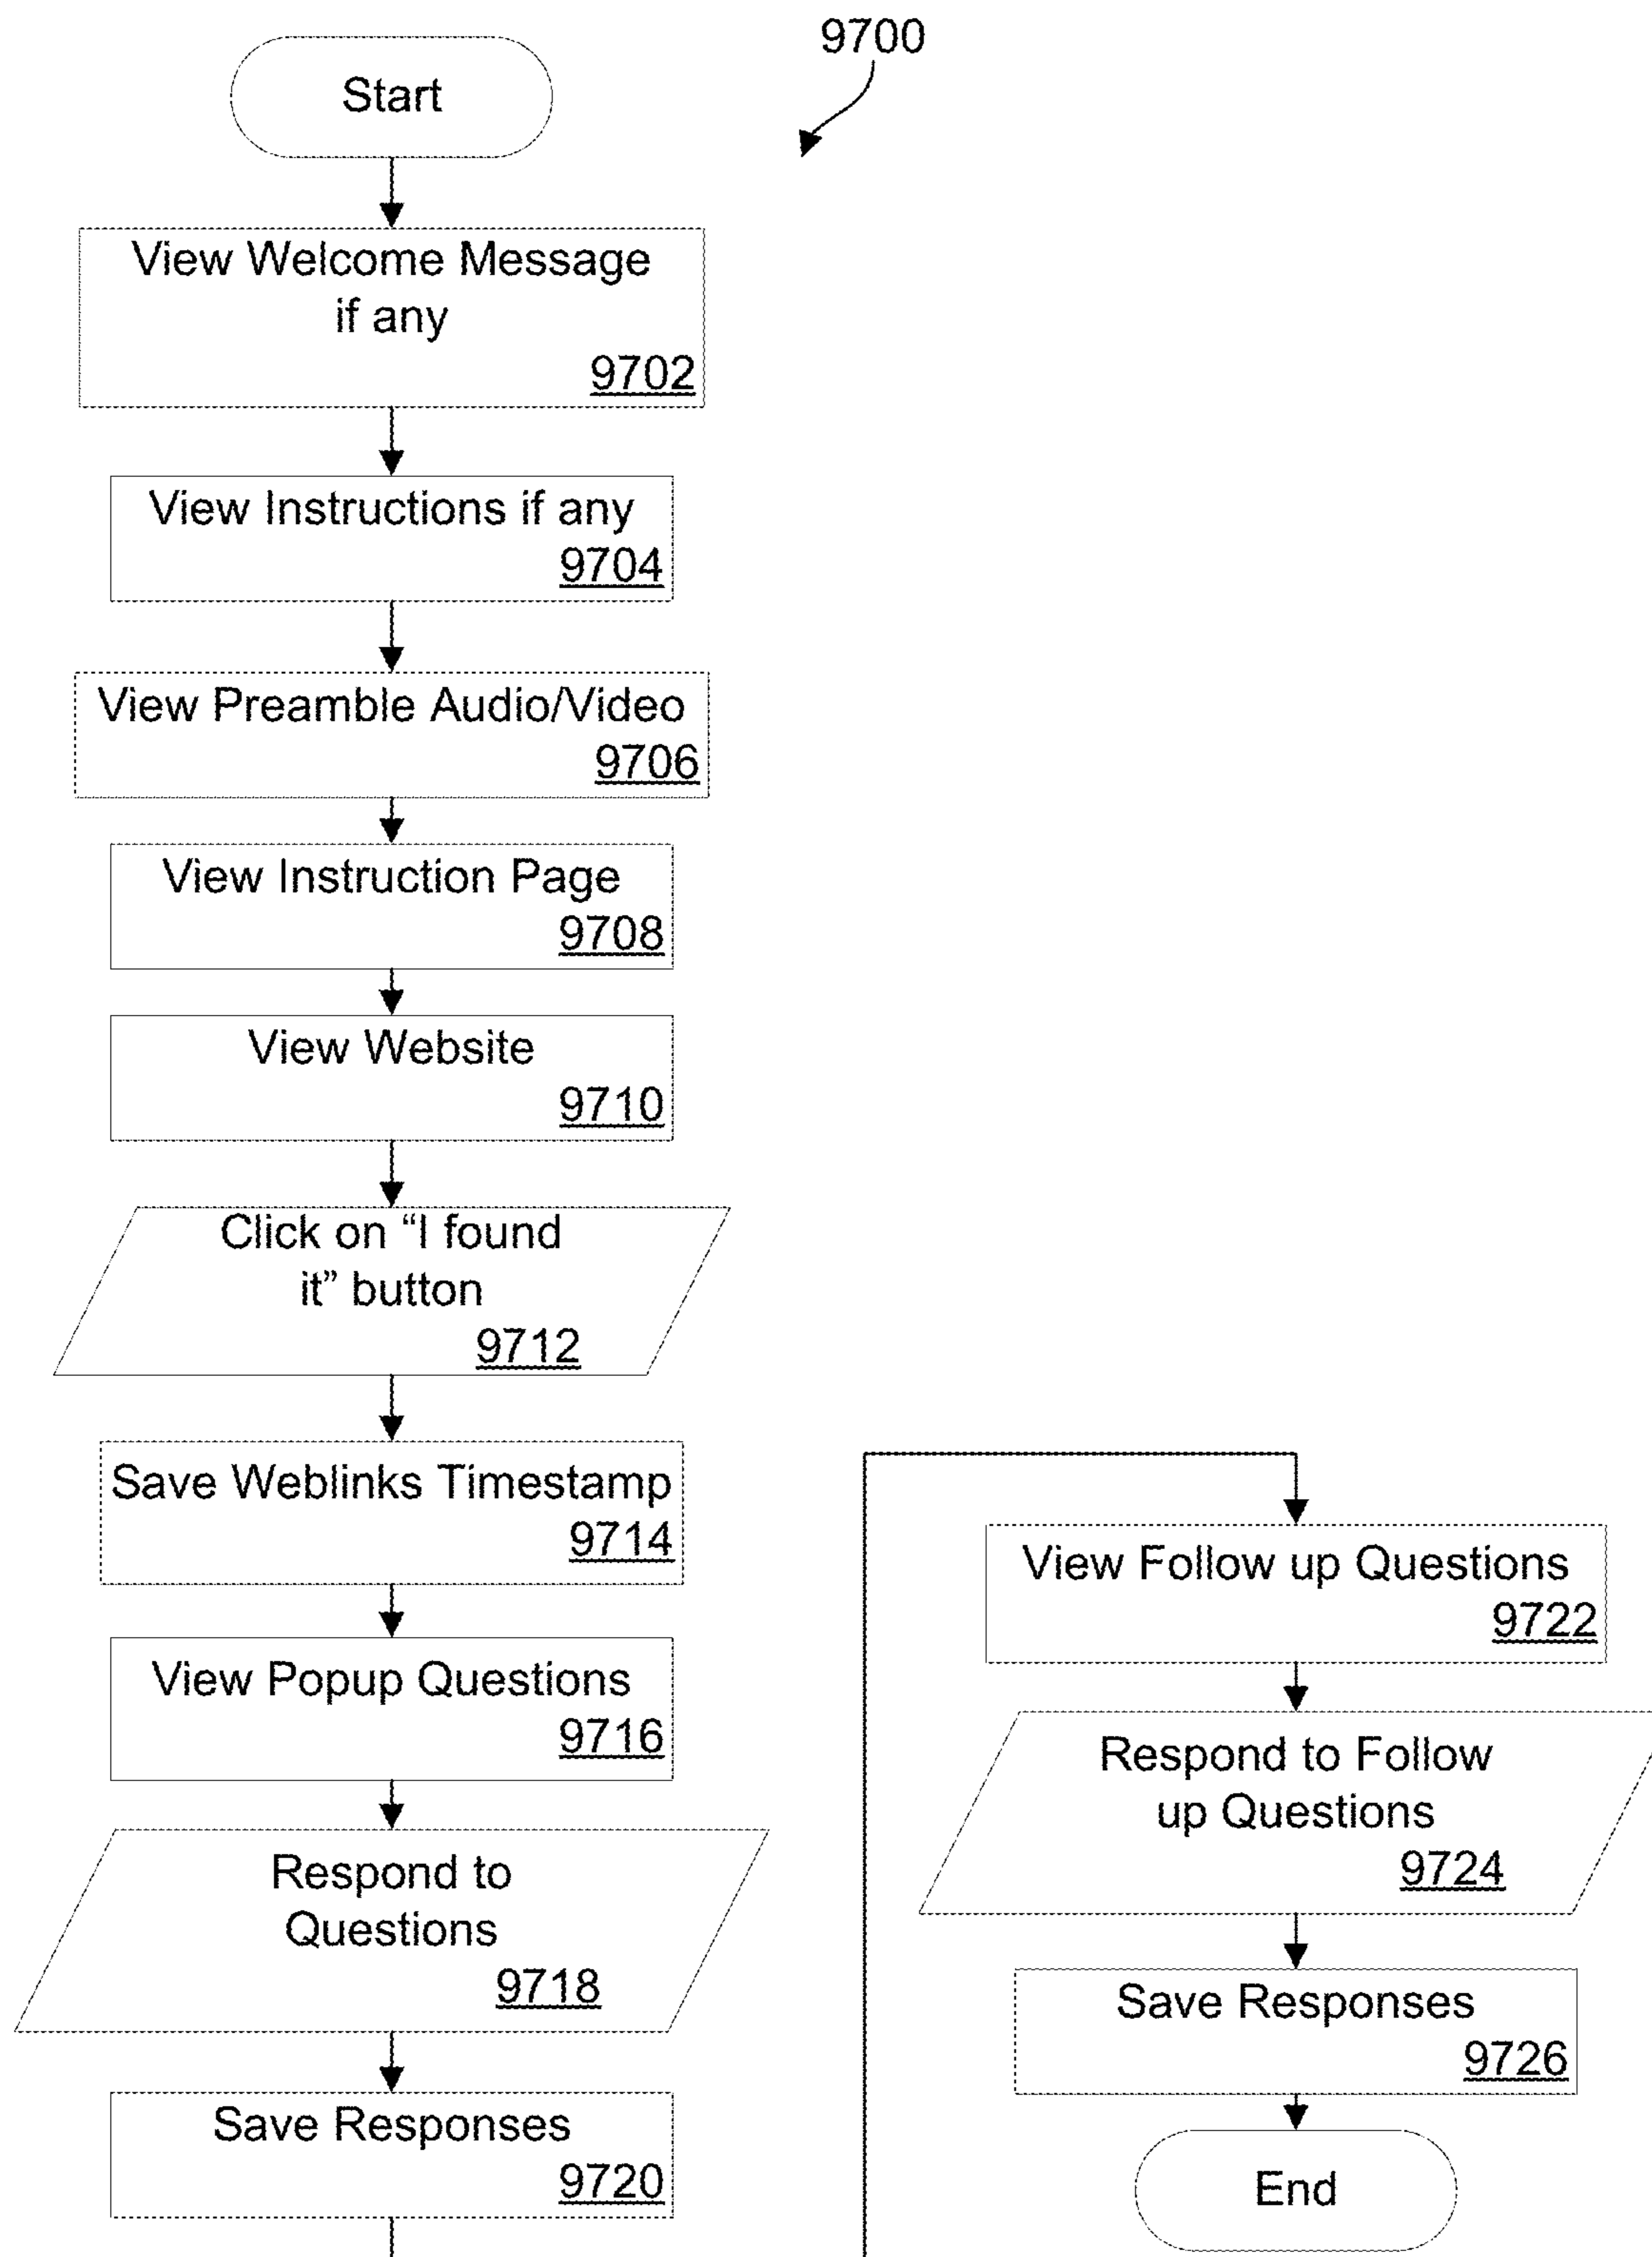 9700
Start
View Welcome Message
if any
9702
View Instructions if any
9704
View Preamble Audio/Video
9706
View Instruction Page
9708
View Website
9710
Click on “I found
it” button
9712
Save Weblinks Timestamp
9714
View Popup Questions
9716
Respond to
Questions
9718
Save Responses
9720
View Follow up Questions
9722
Respond to Follow
up Questions
9724
Save Responses
9726
End